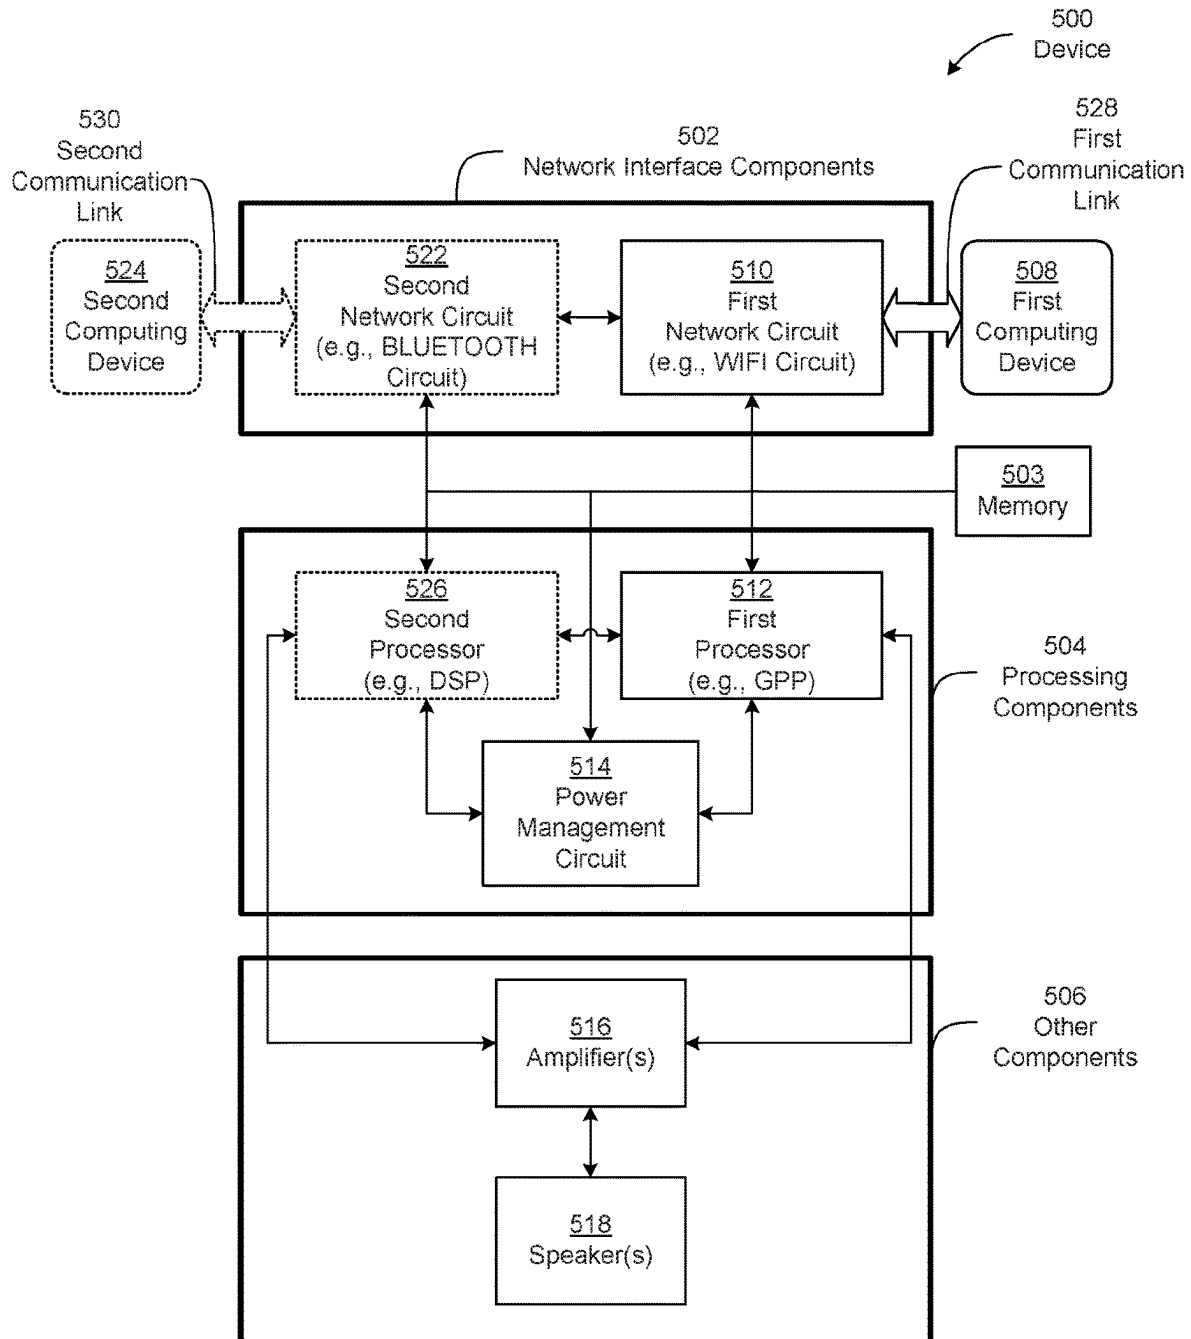 500
Device
530
Second
Communication
Link
502
Network Interface Components
528
First
Communication
Link
524
Second
Computing
Device
522
Second
Network Circuit
(e.g., BLUETOOTH
Circuit)
510
First
Network Circuit
(e.g., WIFI Circuit)
508
First
Computing
Device
503
Memory
526
Second
Processor
(e.g., DSP)
512
First
Processor
(e.g., GPP)
504
Processing
Components
514
Power
Management
Circuit
506
Other
Components
516
Amplifier(s)
518
Speaker(s)